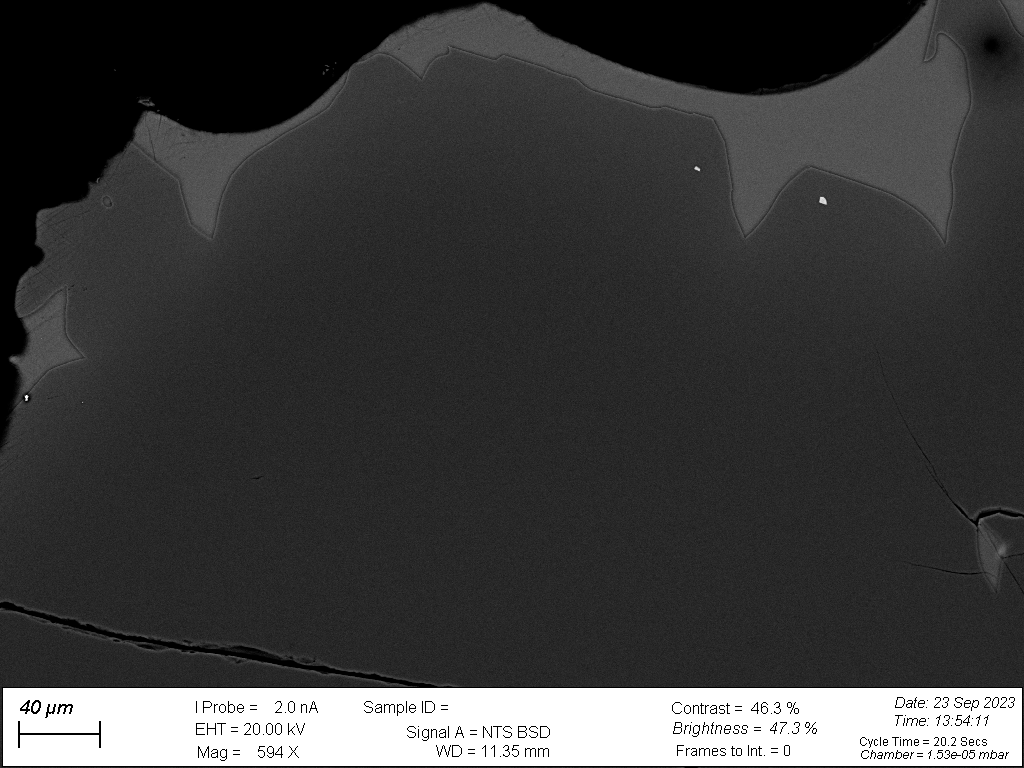 40 µm
I Probe = 2.0 nA
EHT = 20.00 kV
Mag = 594 X
Sample ID =
Signal A = NTS BSD
WD = 11.35 mm
Contrast = 46.3 %
Brightness = 47.3 %
Frames to Int. = 0
Date: 23 Sep 2023
Time: 13:54:11
Cycle Time = 20.2 Secs
Chamber = 1.53e-05 mbar